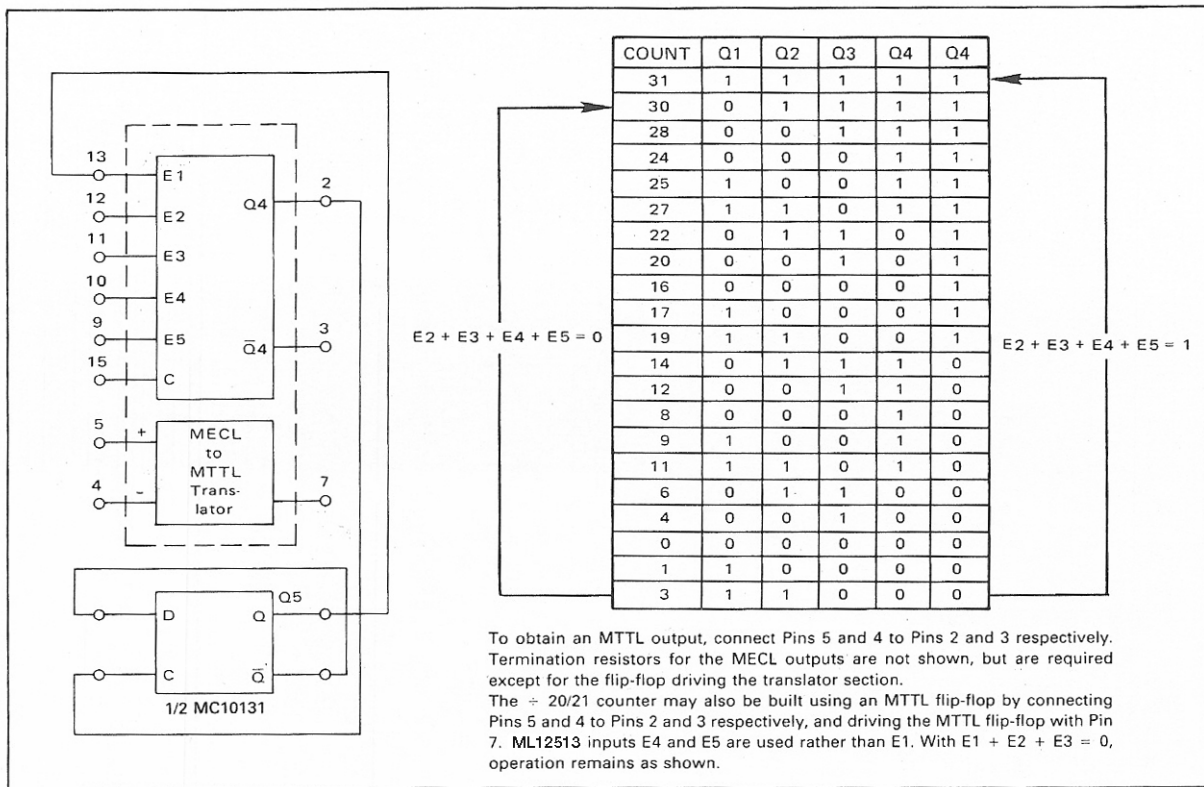 13
E1
12
E2
Q4
2
11
E3
10
E4
9
E5
Q̄4
3
15
C
5
+
MECL
to
MTTL
Trans-
lator
4
-
7
Q5
D
Q
C
Q̄
1/2 MC10131
E2 + E3 + E4 + E5 = 0
COUNT Q1 Q2 Q3 Q4 Q4
31 1 1 1 1 1
30 0 1 1 1 1
28 0 0 1 1 1
24 0 0 0 1 1
25 1 0 0 1 1
27 1 1 0 1 1
22 0 1 1 0 1
20 0 0 1 0 1
16 0 0 0 0 1
17 1 0 0 0 1
19 1 1 0 0 1
14 0 1 1 1 0
12 0 0 1 1 0
8 0 0 0 1 0
9 1 0 0 1 0
11 1 1 0 1 0
6 0 1 1 0 0
4 0 0 1 0 0
0 0 0 0 0 0
1 1 0 0 0 0
3 1 1 0 0 0
E2 + E3 + E4 + E5 = 1
To obtain an MTTL output, connect Pins 5 and 4 to Pins 2 and 3 respectively.
Termination resistors for the MECL outputs are not shown, but are required
except for the flip-flop driving the translator section.
The ÷ 20/21 counter may also be built using an MTTL flip-flop by connecting
Pins 5 and 4 to Pins 2 and 3 respectively, and driving the MTTL flip-flop with Pin
7. ML12513 inputs E4 and E5 are used rather than E1. With E1 + E2 + E3 = 0,
operation remains as shown.